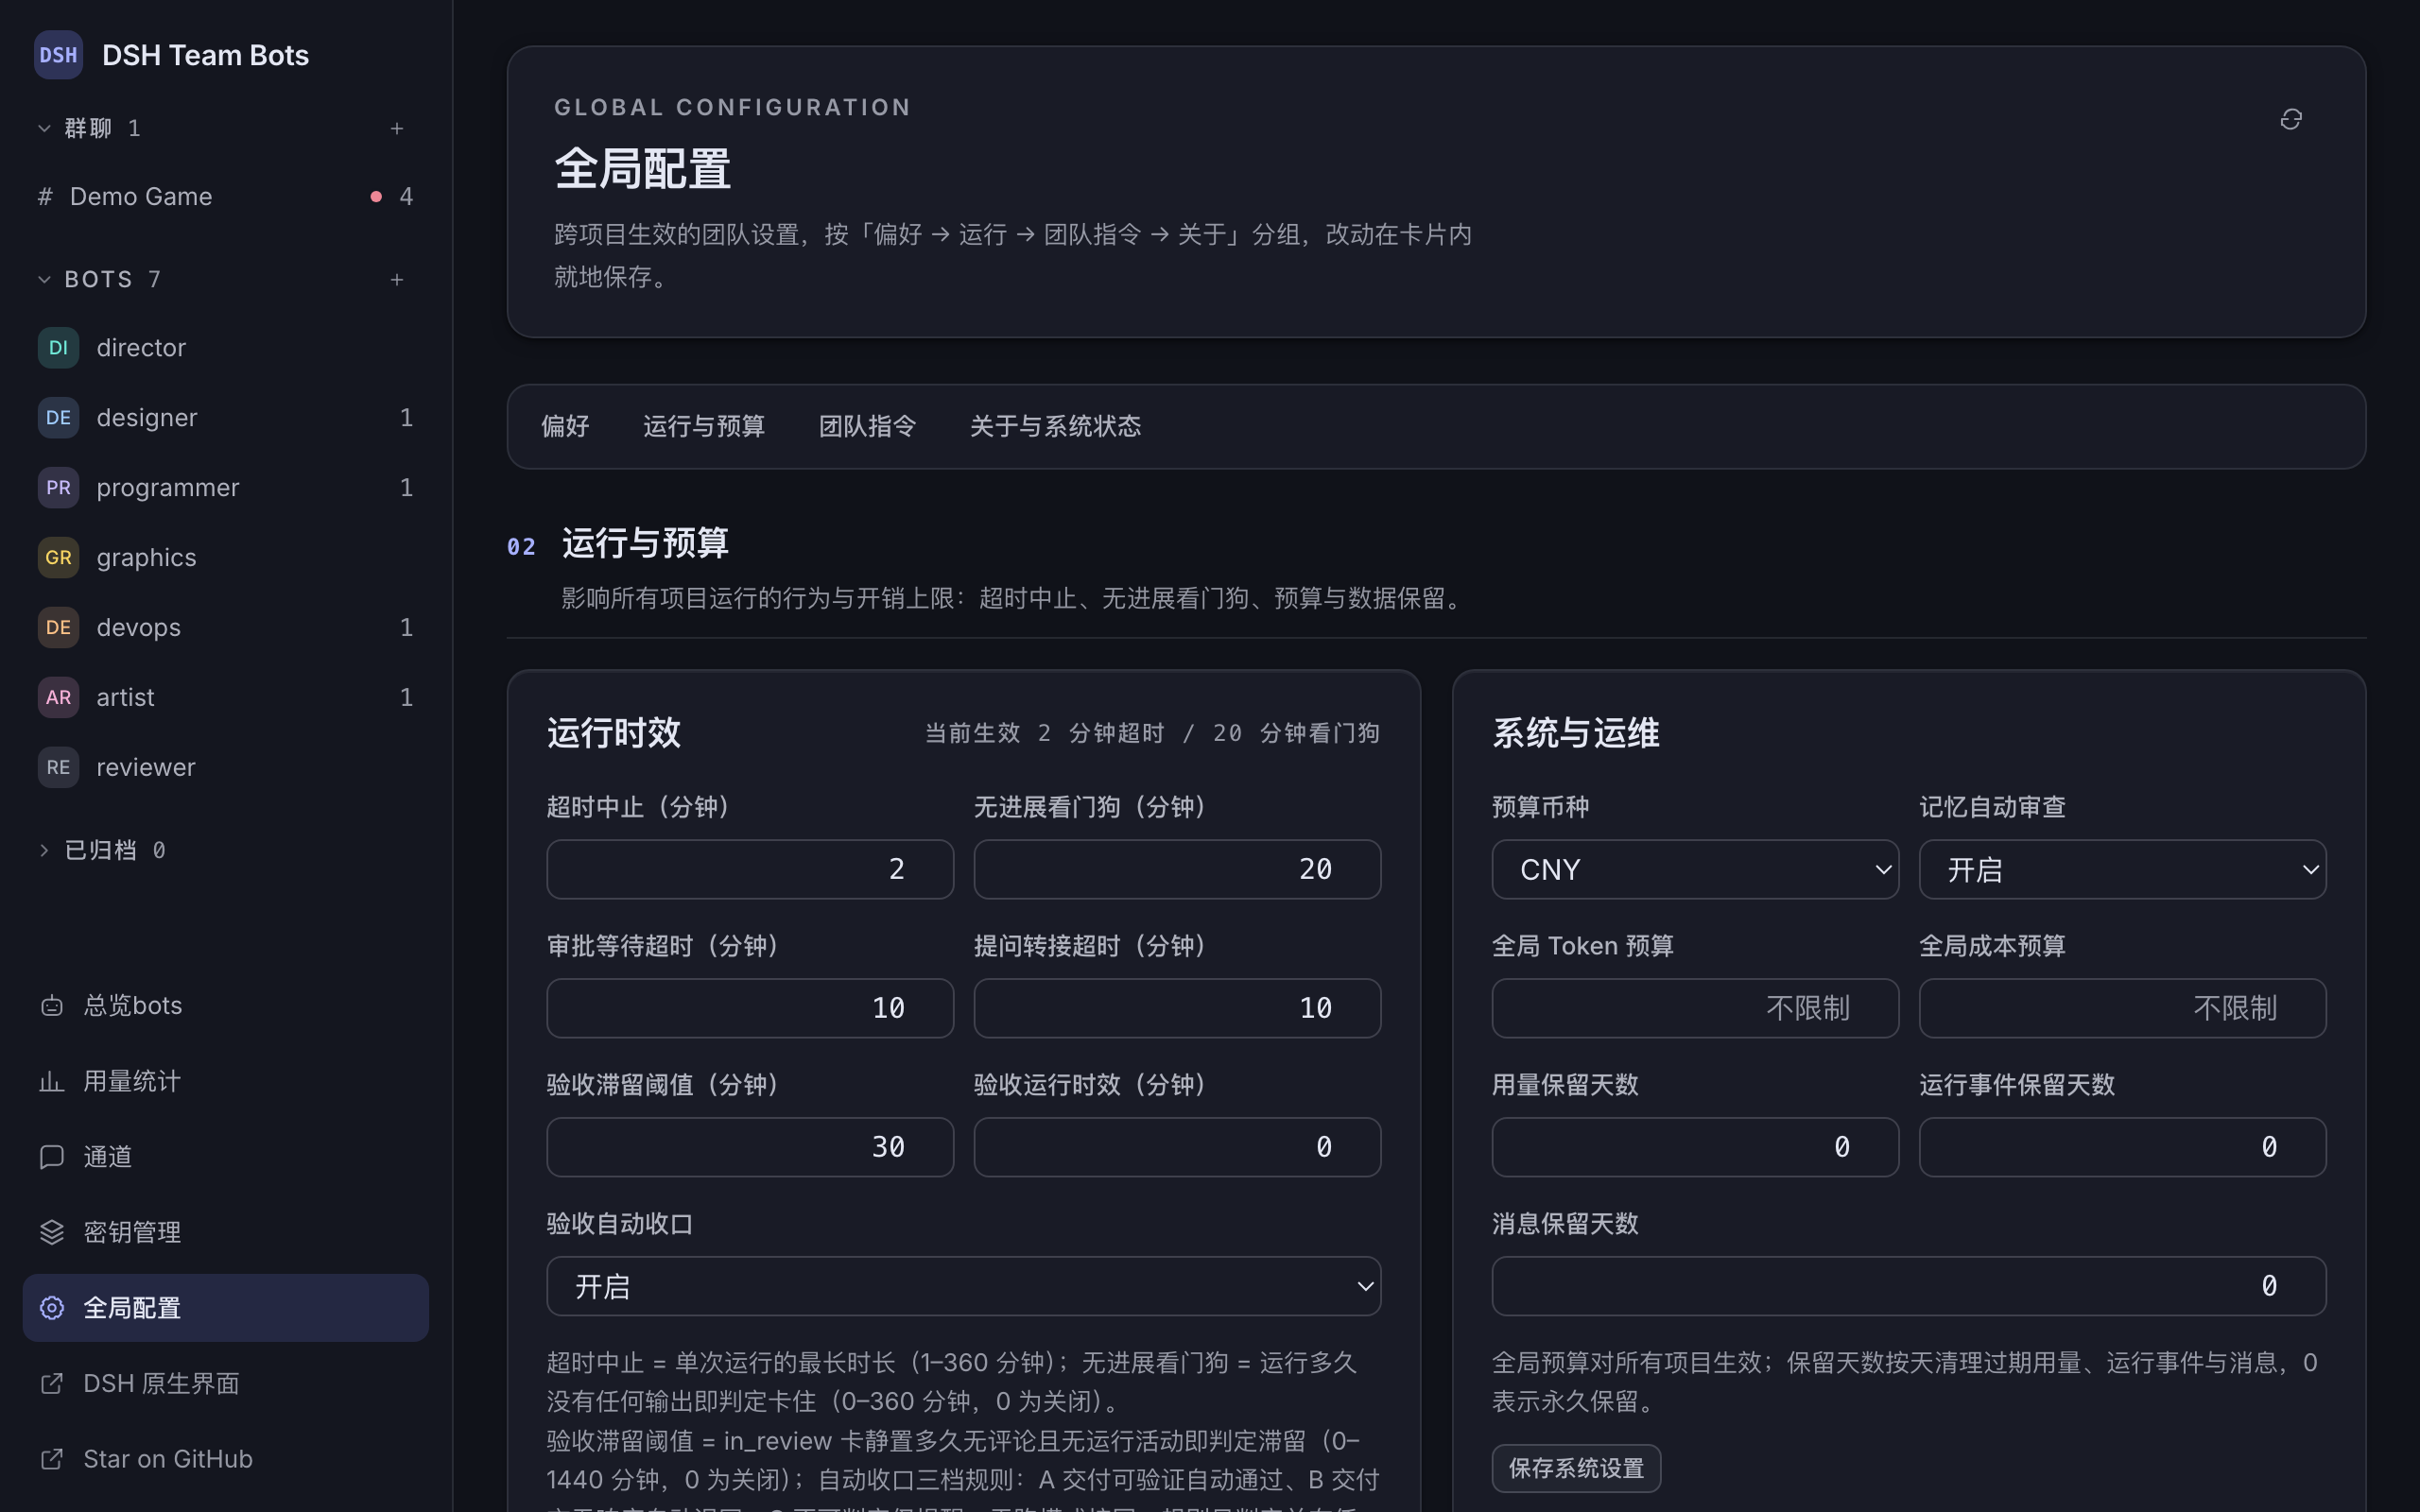 DSH DSH Team Bots
群聊 1 +
# Demo Game 4
BOTS 7 +
DI director
DE designer 1
PR programmer 1
GR graphics
DE devops 1
AR artist 1
RE reviewer
已归档 0
总览bots
用量统计
通道
密钥管理
全局配置
DSH 原生界面
Star on GitHub
GLOBAL CONFIGURATION
全局配置
跨项目生效的团队设置，按「偏好 → 运行 → 团队指令 → 关于」分组，改动在卡片内
就地保存。
偏好 运行与预算 团队指令 关于与系统状态
02 运行与预算
影响所有项目运行的行为与开销上限：超时中止、无进展看门狗、预算与数据保留。
运行时效 当前生效 2 分钟超时 / 20 分钟看门狗
超时中止（分钟） 无进展看门狗（分钟）
2 20
审批等待超时（分钟） 提问转接超时（分钟）
10 10
验收滞留阈值（分钟） 验收运行时效（分钟）
30 0
验收自动收口
开启
超时中止 = 单次运行的最长时长（1–360 分钟）；无进展看门狗 = 运行多久
没有任何输出即判定卡住（0–360 分钟，0 为关闭）。
验收滞留阈值 = in_review 卡静置多久无评论且无运行活动即判定滞留（0–
1440 分钟，0 为关闭）；自动收口三档规则：A 交付可验证自动通过、B 交付
系统与运维
预算币种 记忆自动审查
CNY 开启
全局 Token 预算 全局成本预算
不限制 不限制
用量保留天数 运行事件保留天数
0 0
消息保留天数
0
全局预算对所有项目生效；保留天数按天清理过期用量、运行事件与消息，0
表示永久保留。
保存系统设置